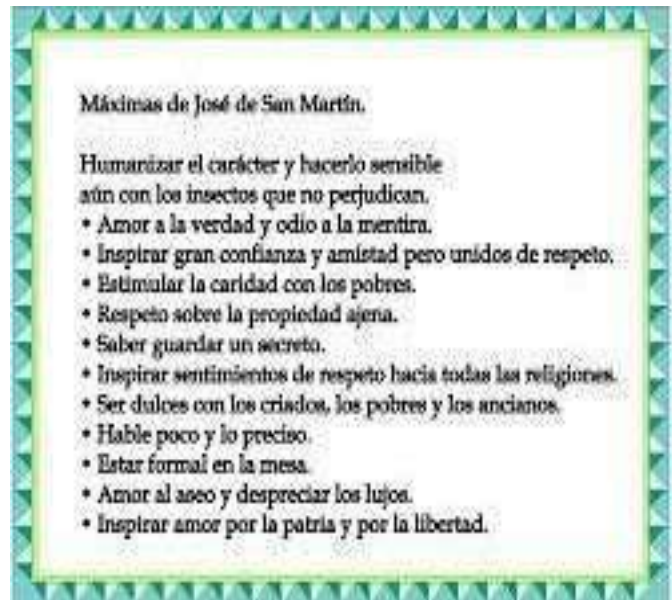 Máximas de José de San Martín.
Humanizar el carácter y hacerlo sensible
aún con los insectos que no perjudican.
• Amor a la verdad y odio a la mentira.
• Inspirar gran confianza y amistad pero unidos de respeto.
• Estimular la caridad con los pobres.
• Respeto sobre la propiedad ajena.
• Saber guardar un secreto.
• Inspirar sentimientos de respeto hacia todas las religiones.
• Ser dulces con los criados, los pobres y los ancianos.
• Hable poco y lo preciso.
• Estar formal en la mesa.
• Amor al aseo y despreciar los lujos.
• Inspirar amor por la patria y por la libertad.